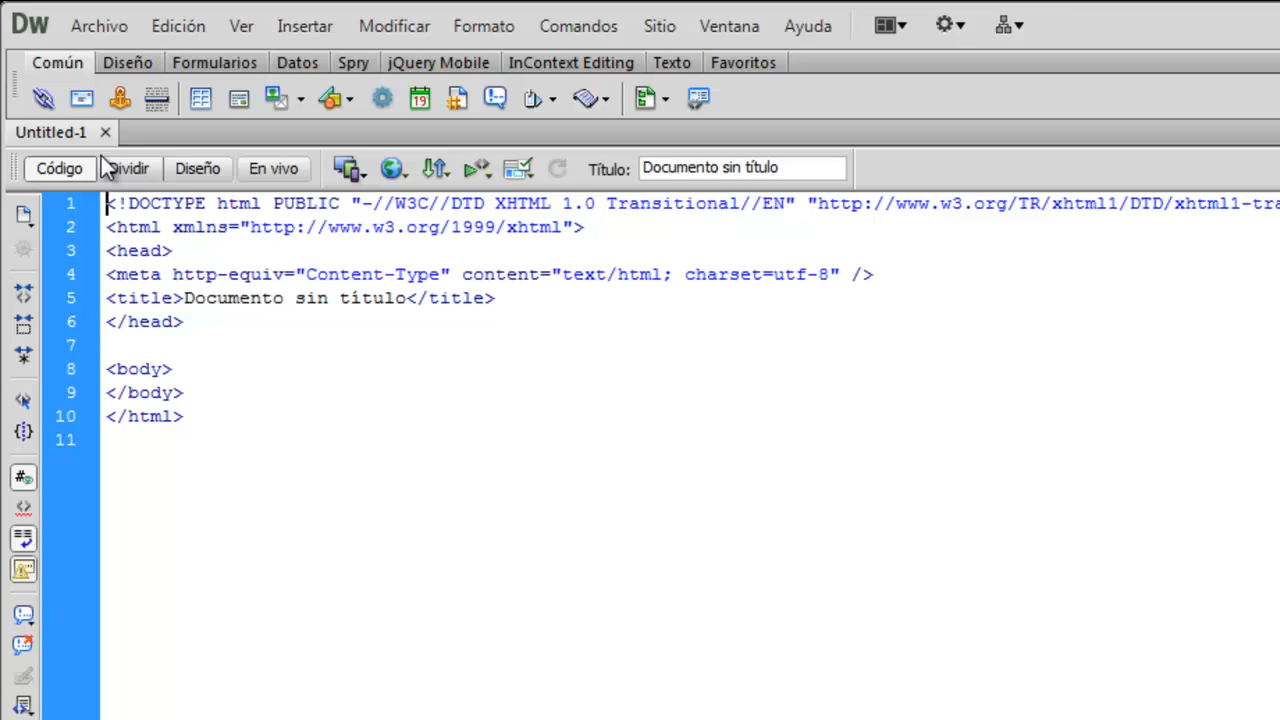 Dw Archivo Edición Ver Insertar Modificar Formato Comandos Sitio Ventana Ayuda
Común Diseño Formularios Datos Spry jQuery Mobile InContext Editing Texto Favoritos
19
Untitled-1
Código Dividir Diseño En vivo Título: Documento sin título
1 <!DOCTYPE html PUBLIC "-//W3C//DTD XHTML 1.0 Transitional//EN" "http://www.w3.org/TR/xhtml1/DTD/xhtml1-tra
2 <html xmlns="http://www.w3.org/1999/xhtml">
3 <head>
4 <meta http-equiv="Content-Type" content="text/html; charset=utf-8" />
5 <title>Documento sin título</title>
6 </head>
7
8 <body>
9 </body>
10 </html>
11